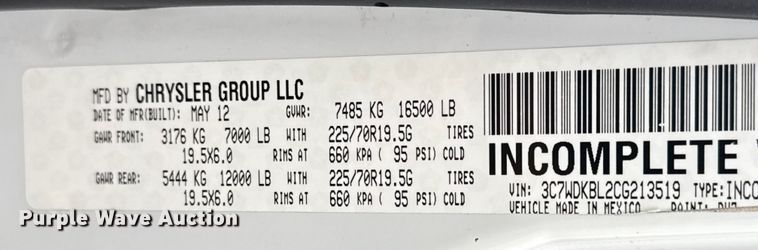 MFD BY CHRYSLER GROUP LLC
DATE OF MFR(BUILT): MAY 12 GVWR: 7485 KG 16500 LB
GAWR FRONT: 3176 KG 7000 LB WITH 225/70R19.5G TIRES
19.5X6.0 RIMS AT 660 KPA ( 95 PSI) COLD
GAWR REAR: 5444 KG 12000 LB WITH 225/70R19.5G TIRES
19.5X6.0 RIMS AT 660 KPA ( 95 PSI) COLD
INCOMPLETE
VIN: 3C7WDKBL2CG213519 TYPE:INCO
VEHICLE MADE IN MEXICO PAINT:
Purple Wave Auction